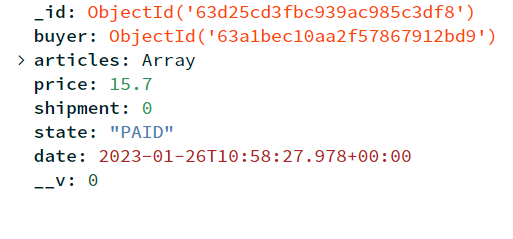 _id: ObjectId('63d25cd3fbc939ac985c3df8')
buyer: ObjectId('63a1bec10aa2f57867912bd9')
> articles: Array
price: 15.7
shipment: 0
state: "PAID"
date: 2023-01-26T10:58:27.978+00:00
__v: 0